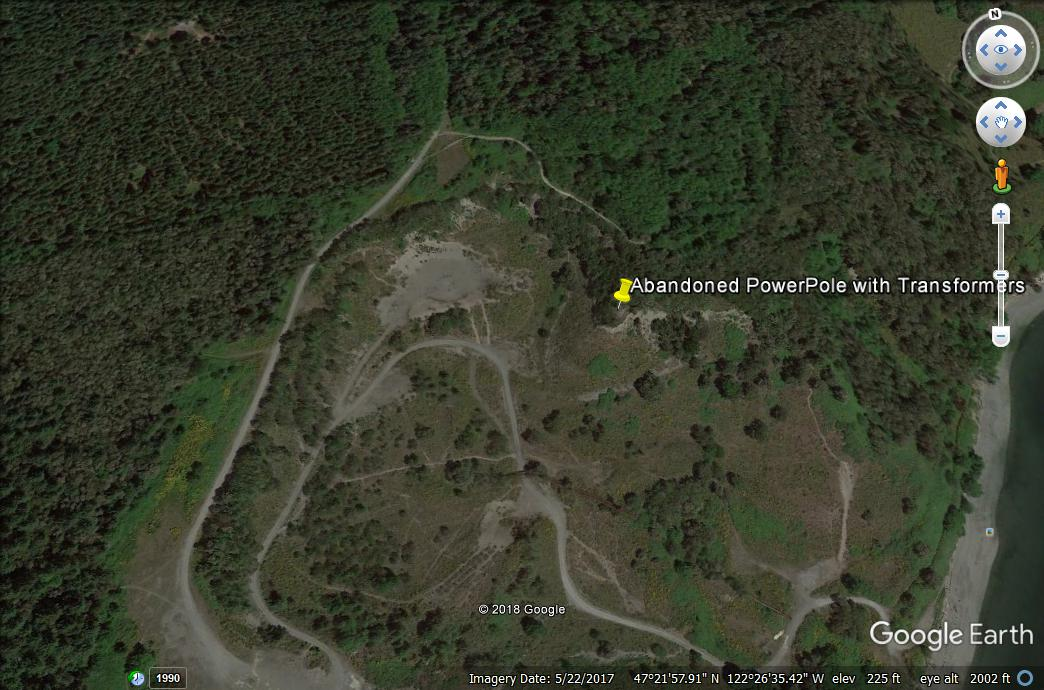 N
Abandoned PowerPole with Transformers
© 2018 Google
Google Earth
1990
Imagery Date: 5/22/2017 47°21'57.91" N 122°26'35.42" W elev 225 ft eye alt 2002 ft